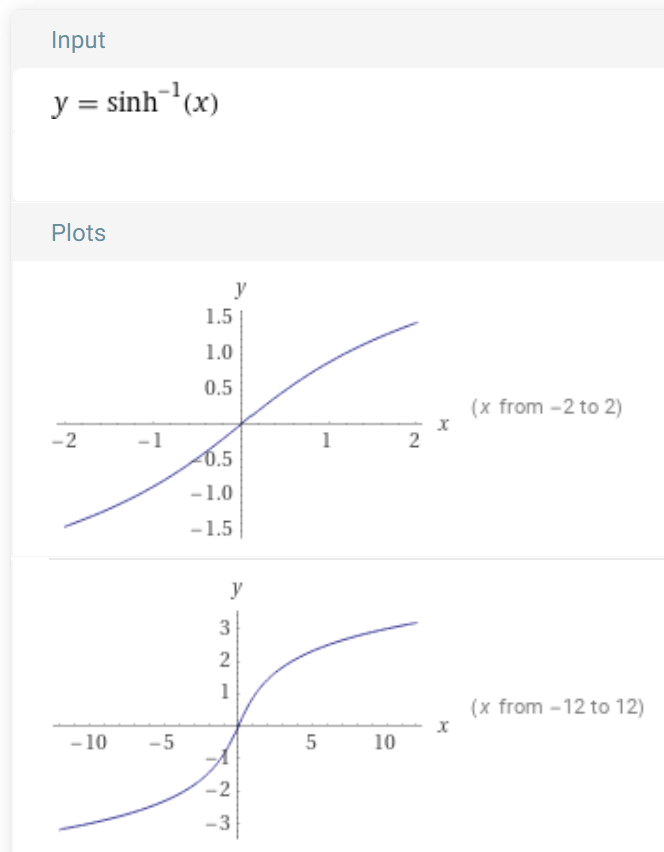 Input
y = sinh⁻¹(x)
Plots
y
1.5
1.0
0.5
(x from −2 to 2)
x
−2 −1 1 2
−0.5
−1.0
−1.5
y
3
2
1
(x from −12 to 12)
x
−10 −5 5 10
−1
−2
−3